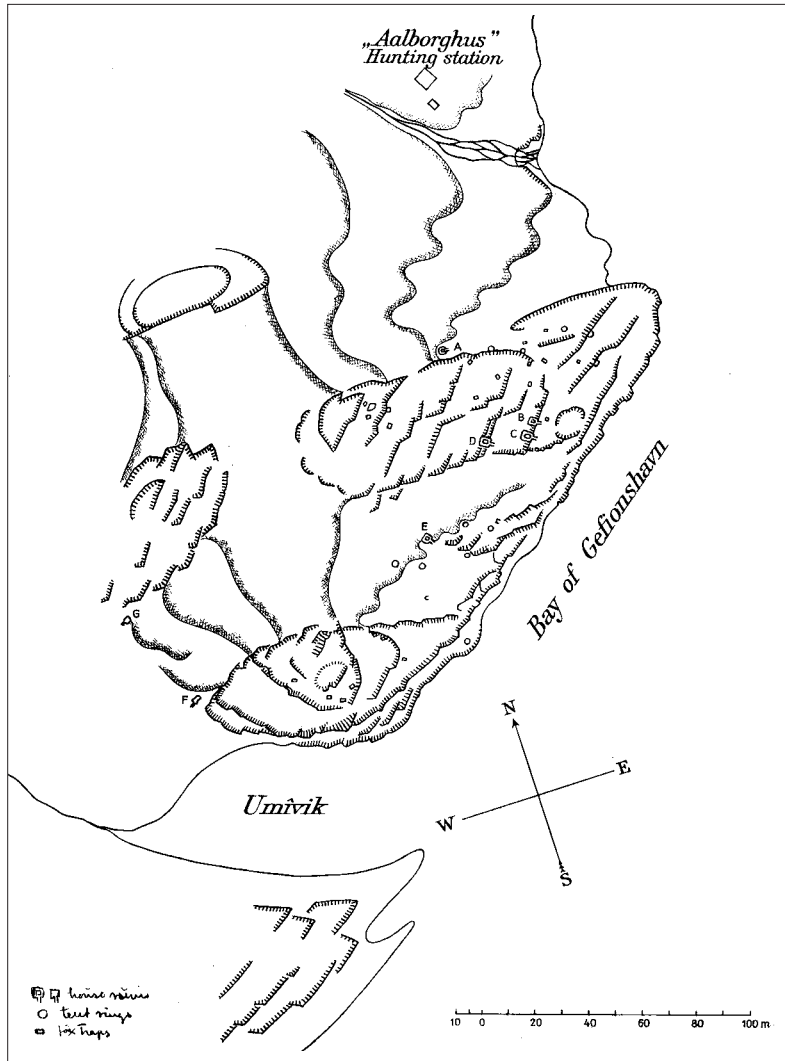 „Aalborghus”
Hunting station
A
B
C
D
E
G
F
c
Bay of Gefionshavn
N
E
W
S
Umîvik
house ruins
tent rings
fox traps
10 0 20 40 60 80 100 m